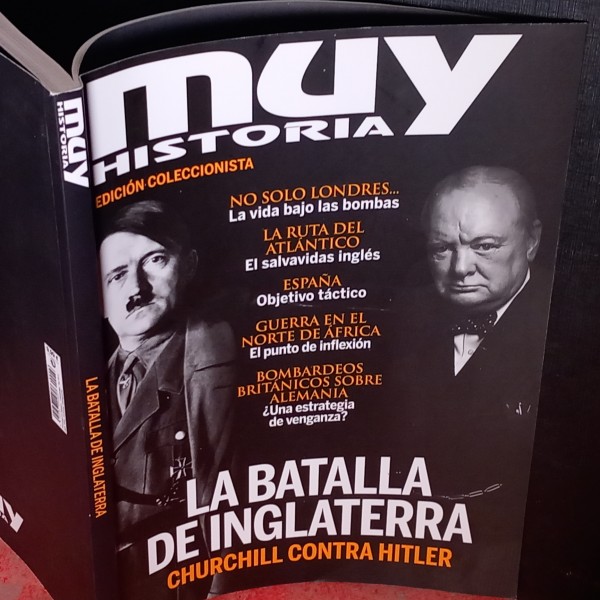 muy
HISTORIA
EDICIÓN COLECCIONISTA
NO SOLO LONDRES...
La vida bajo las bombas
LA RUTA DEL
ATLÁNTICO
El salvavidas inglés
ESPAÑA
Objetivo táctico
GUERRA EN EL
NORTE DE ÁFRICA
El punto de inflexión
BOMBARDEOS
BRITÁNICOS SOBRE
ALEMANIA
¿Una estrategia
de venganza?
LA BATALLA
DE INGLATERRA
CHURCHILL CONTRA HITLER
muy
HISTORIA
LA BATALLA DE INGLATERRA
muy